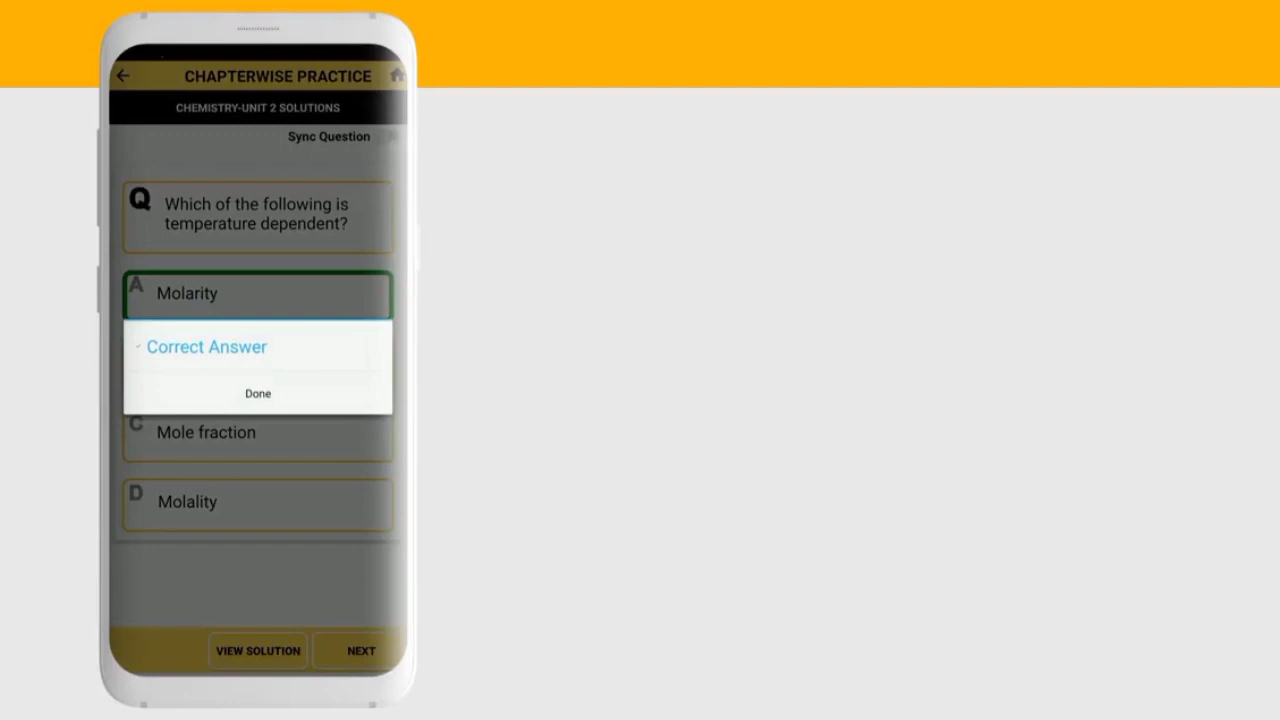 CHAPTERWISE PRACTICE
CHEMISTRY-UNIT 2 SOLUTIONS
Sync Question
Q
Which of the following is
temperature dependent?
A
Molarity
Correct Answer
Done
C
Mole fraction
D
Molality
VIEW SOLUTION
NEXT